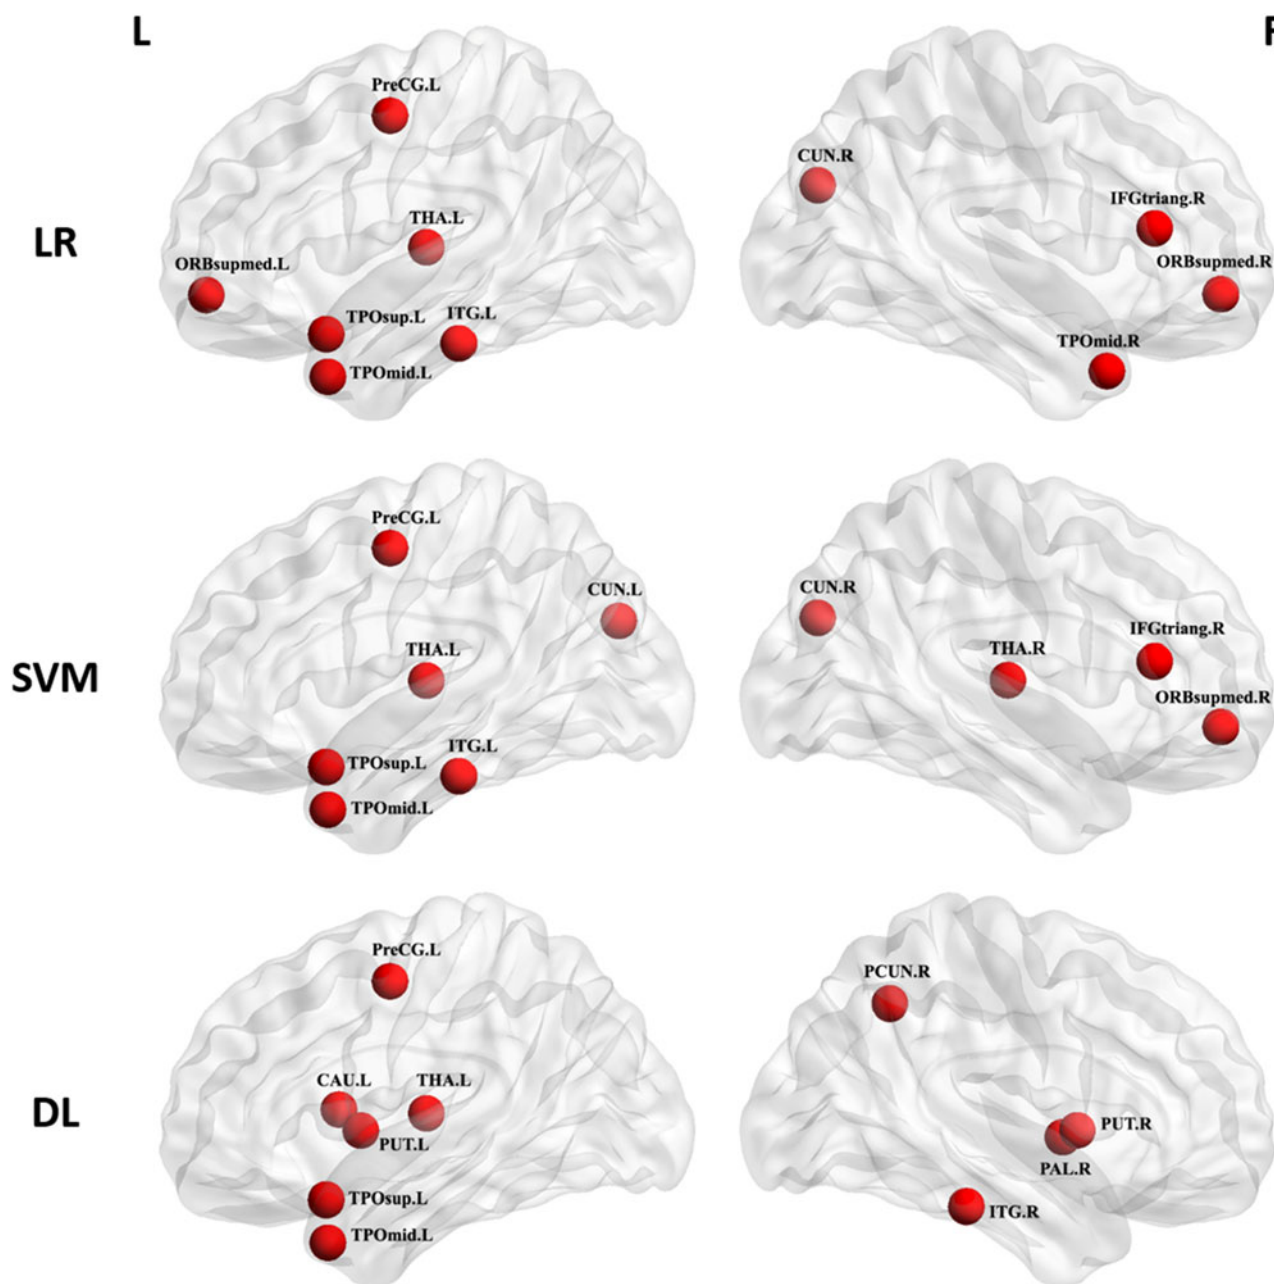 L
PreCG.L
THA.L
ORBsupmed.L
TPOsup.L
ITG.L
TPOmid.L
LR
CUN.R
IFGtriang.R
ORBsupmed.R
TPOmid.R
PreCG.L
CUN.L
THA.L
ITG.L
TPOsup.L
TPOmid.L
SVM
CUN.R
IFGtriang.R
THA.R
ORBsupmed.R
PreCG.L
CAU.L
THA.L
PUT.L
TPOsup.L
TPOmid.L
DL
PCUN.R
PUT.R
PAL.R
ITG.R